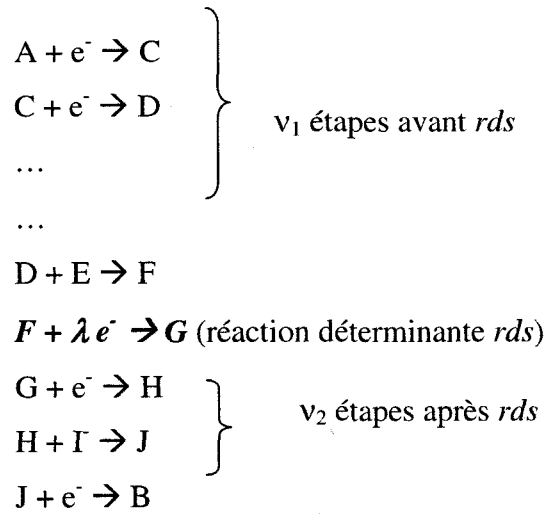 A + e⁻ → C
C + e⁻ → D
ν₁ étapes avant rds
...
...
D + E → F
F + λ e⁻ → G (réaction déterminante rds)
G + e⁻ → H
ν₂ étapes après rds
H + I⁻ → J
J + e⁻ → B